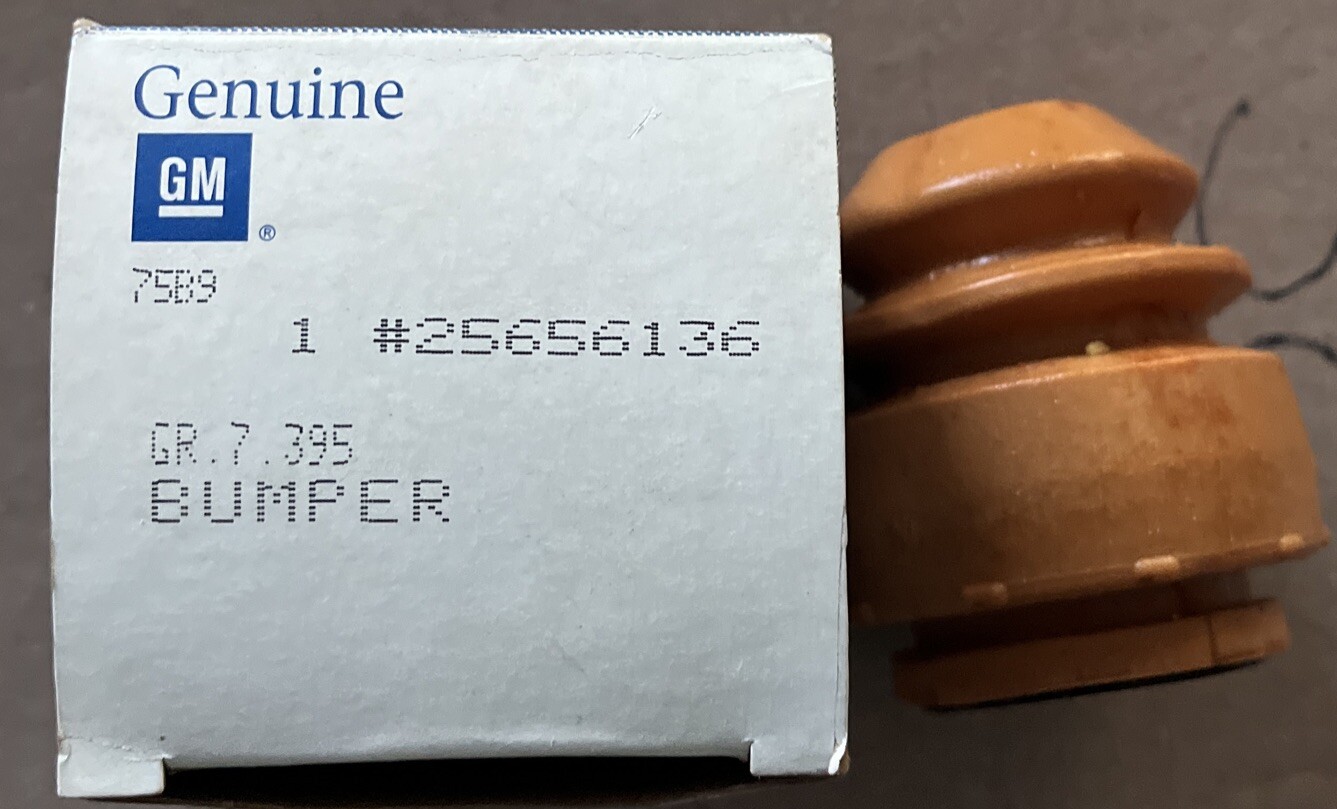 Genuine
GM
®
75B9
1 #25656136
GR.7.395
BUMPER